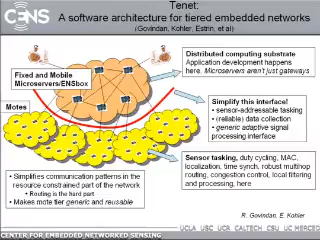 CENS
Tenet:
A software architecture for tiered embedded networks
(Govindan, Kohler, Estrin, et al)
Distributed computing substrate
Application development happens
here. Microservers aren't just gateways
Fixed and Mobile
Microservers/ENSbox
Motes
Simplify this interface!
• sensor-addressable tasking
• (reliable) data collection
• generic adaptive signal
processing interface
Sensor tasking, duty cycling, MAC,
localization, time synch, robust multihop
routing, congestion control, local filtering
and processing, here
• Simplifies communication patterns in the
resource constrained part of the network
• Routing is the hard part
• Makes mote tier generic and reusable
R. Govindan, E. Kohler
UCLA USC UCR CALTECH CSU UC MERCED
CENTER FOR EMBEDDED NETWORKED SENSING